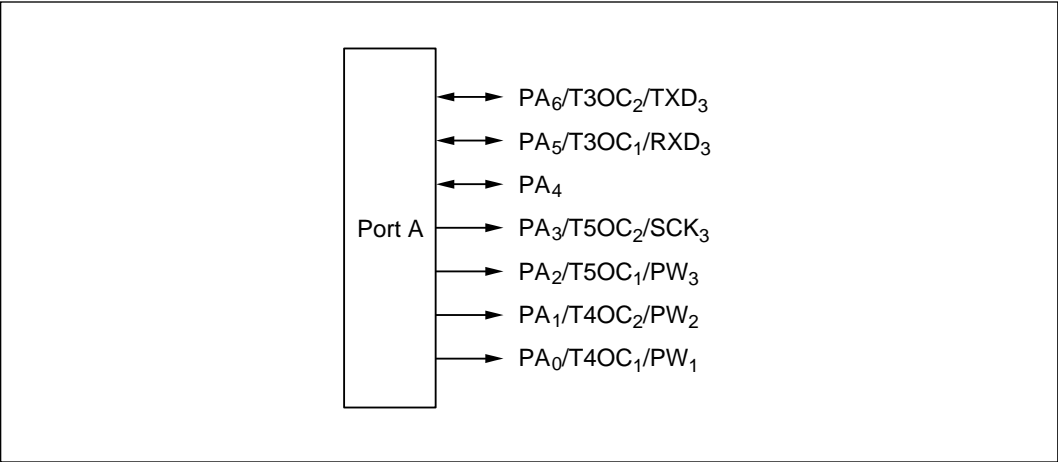 PA₆/T3OC₂/TXD₃
PA₅/T3OC₁/RXD₃
PA₄
Port A
PA₃/T5OC₂/SCK₃
PA₂/T5OC₁/PW₃
PA₁/T4OC₂/PW₂
PA₀/T4OC₁/PW₁